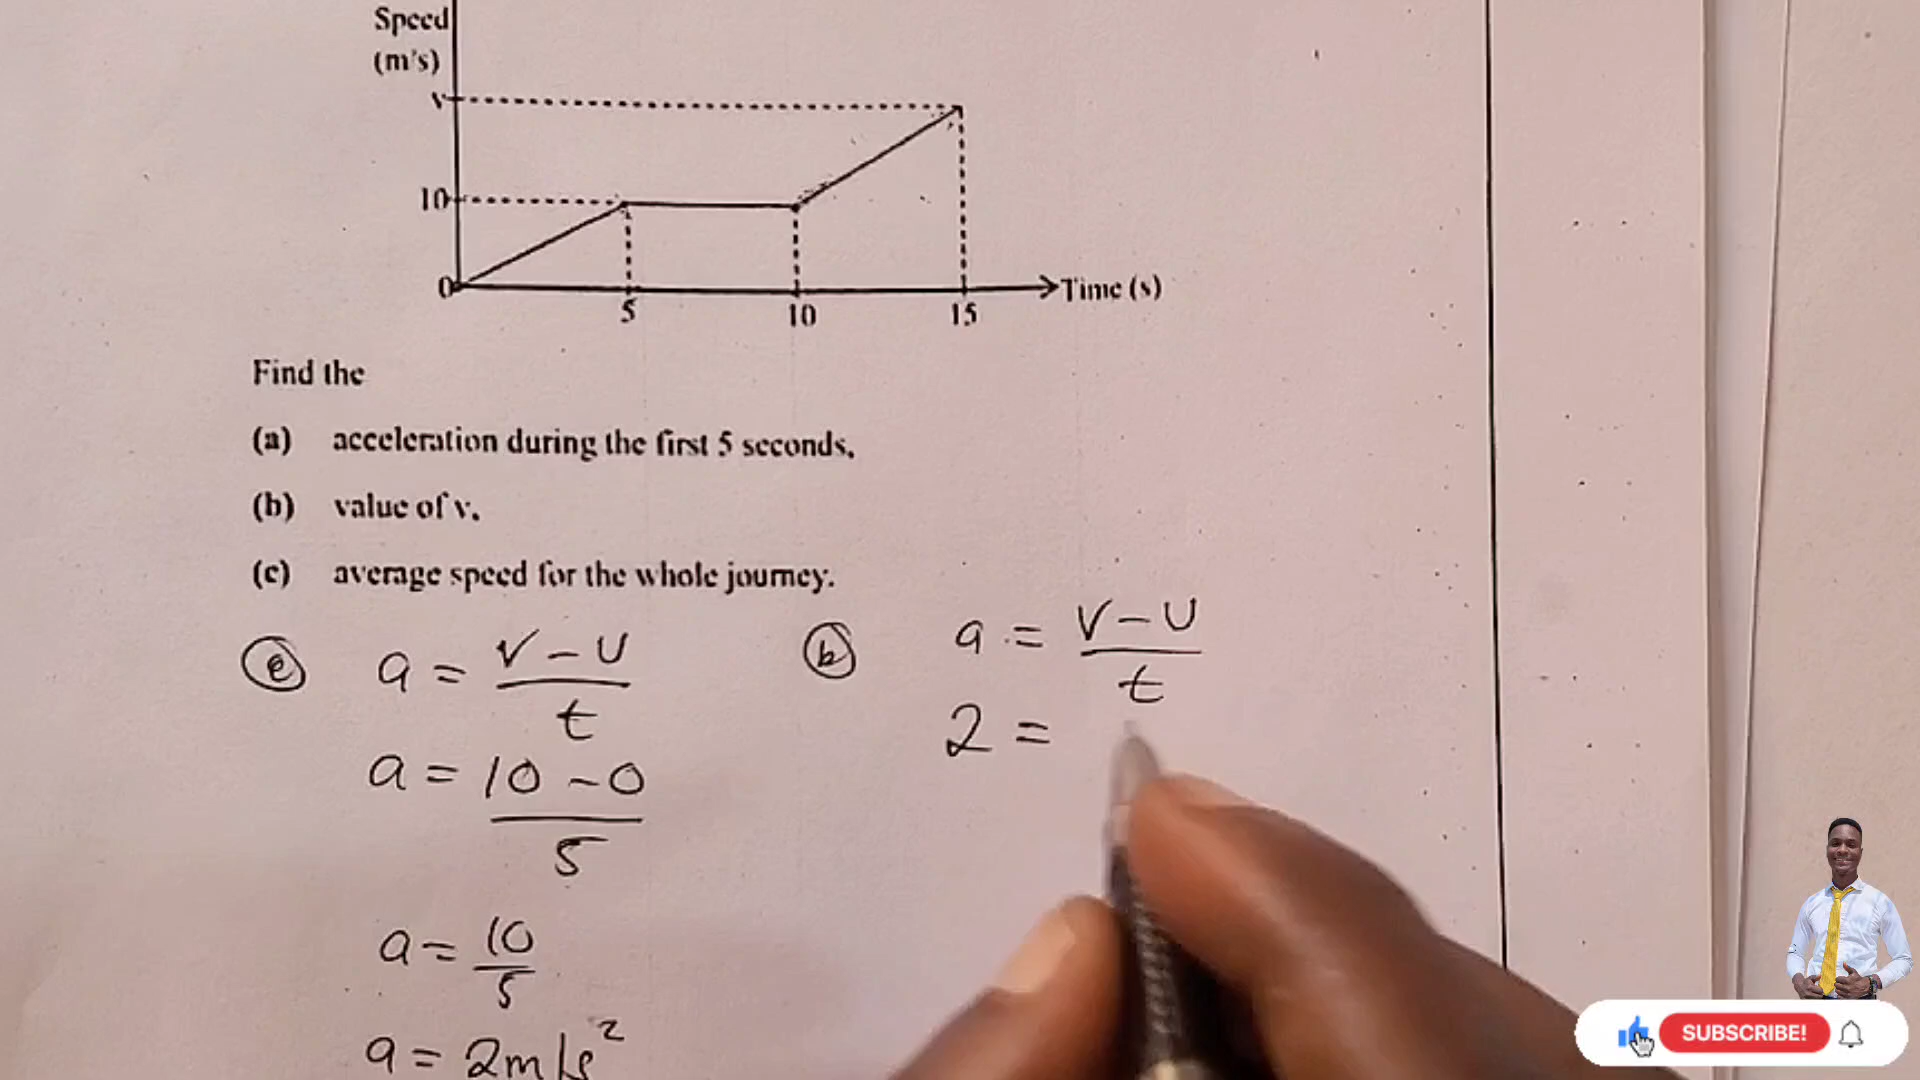 Speed
(m's)
v
10
0
5 10 15
Time (s)
Find the
(a) acceleration during the first 5 seconds.
(b) value of v.
(c) average speed for the whole journey.
a = v - u
t
a = 10 - 0
5
a = 10
5
a = 2m/s²
(b) a = v - u
t
2 =
SUBSCRIBE!